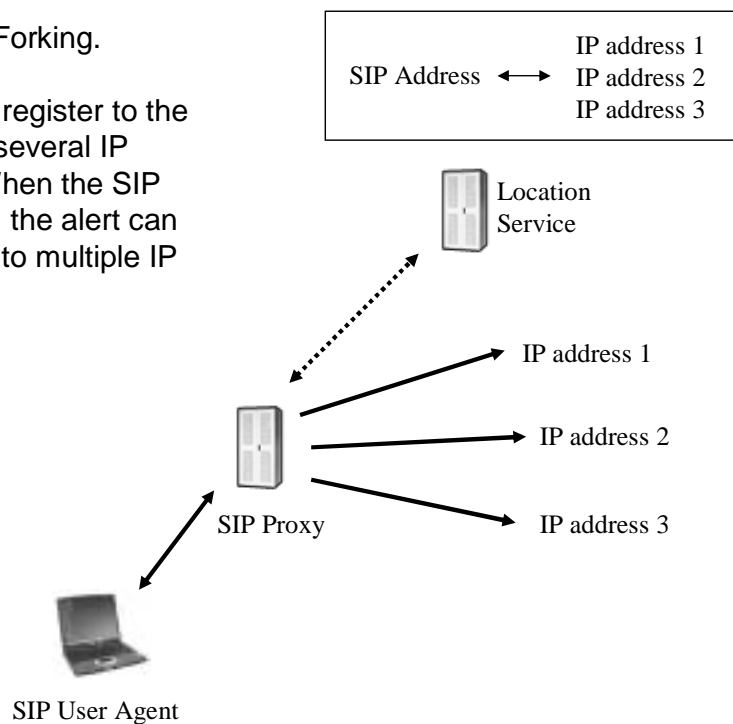 Forking.
register to the
several IP
When the SIP
the alert can
to multiple IP
SIP Address
IP address 1
IP address 2
IP address 3
Location
Service
IP address 1
IP address 2
IP address 3
SIP Proxy
SIP User Agent